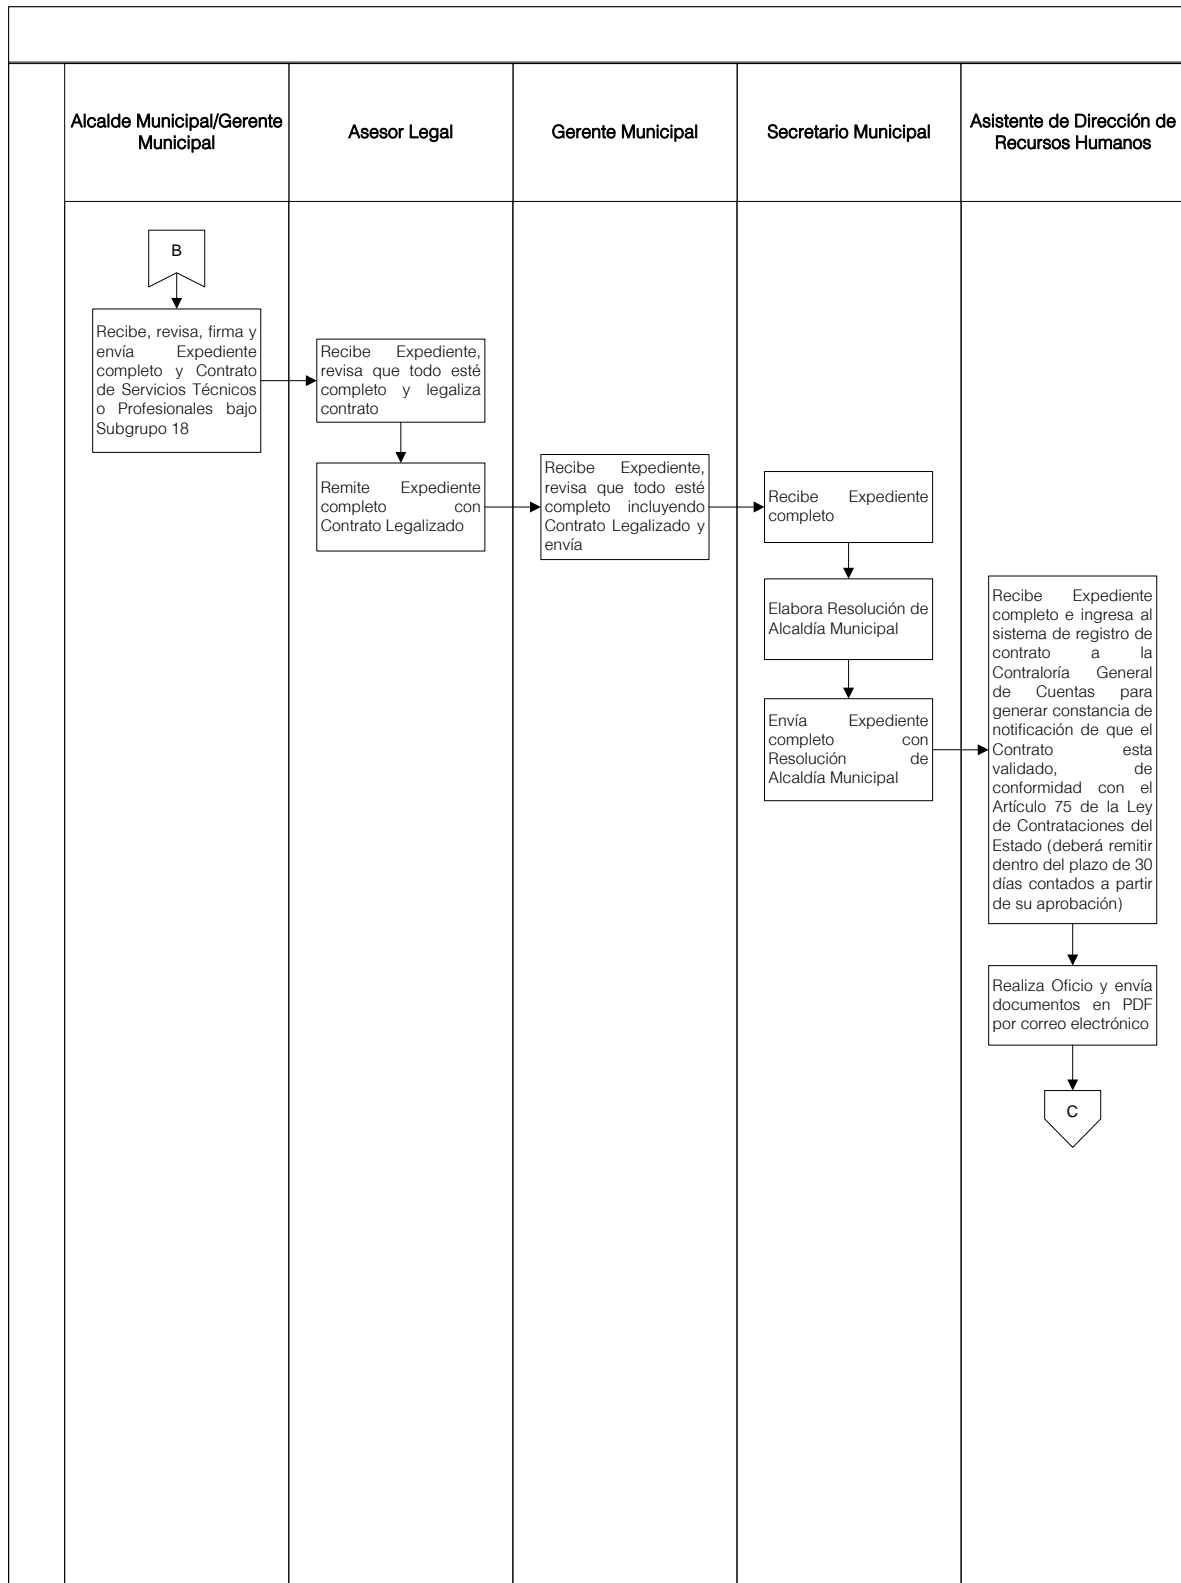 Alcalde Municipal/Gerente
Municipal
Asesor Legal
Gerente Municipal
Secretario Municipal
Asistente de Dirección de
Recursos Humanos
B
Recibe, revisa, firma y
envía Expediente
completo y Contrato
de Servicios Técnicos
o Profesionales bajo
Subgrupo 18
Recibe Expediente,
revisa que todo esté
completo y legaliza
contrato
Remite Expediente
completo con
Contrato Legalizado
Recibe Expediente,
revisa que todo esté
completo incluyendo
Contrato Legalizado y
envía
Recibe Expediente
completo
Elabora Resolución de
Alcaldía Municipal
Envía Expediente
completo con
Resolución de
Alcaldía Municipal
Recibe Expediente
completo e ingresa al
sistema de registro de
contrato a la
Contraloría General
de Cuentas para
generar constancia de
notificación de que el
Contrato esta
validado, de
conformidad con el
Artículo 75 de la Ley
de Contrataciones del
Estado (deberá remitir
dentro del plazo de 30
días contados a partir
de su aprobación)
Realiza Oficio y envía
documentos en PDF
por correo electrónico
C